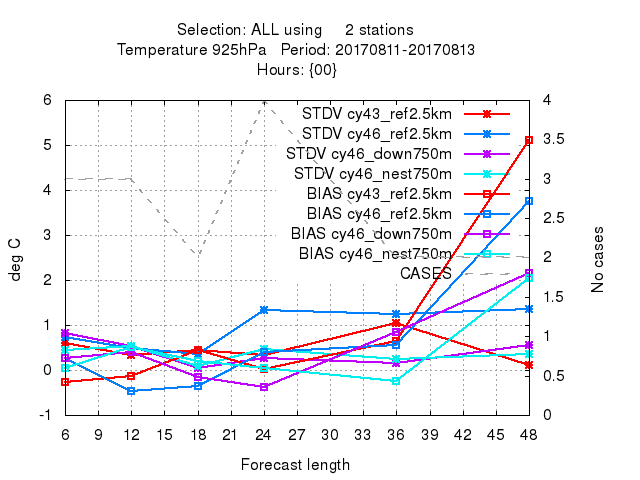 Selection: ALL using     2 stations
Temperature 925hPa   Period: 20170811-20170813
Hours: {00}
6
5
4
3
2
1
0
-1
deg C
4
3.5
3
2.5
2
1.5
1
0.5
0
No cases
STDV cy43_ref2.5km
STDV cy46_ref2.5km
STDV cy46_down750m
STDV cy46_nest750m
BIAS cy43_ref2.5km
BIAS cy46_ref2.5km
BIAS cy46_down750m
BIAS cy46_nest750m
CASES
6 9 12 15 18 21 24 27 30 33 36 39 42 45 48
Forecast length